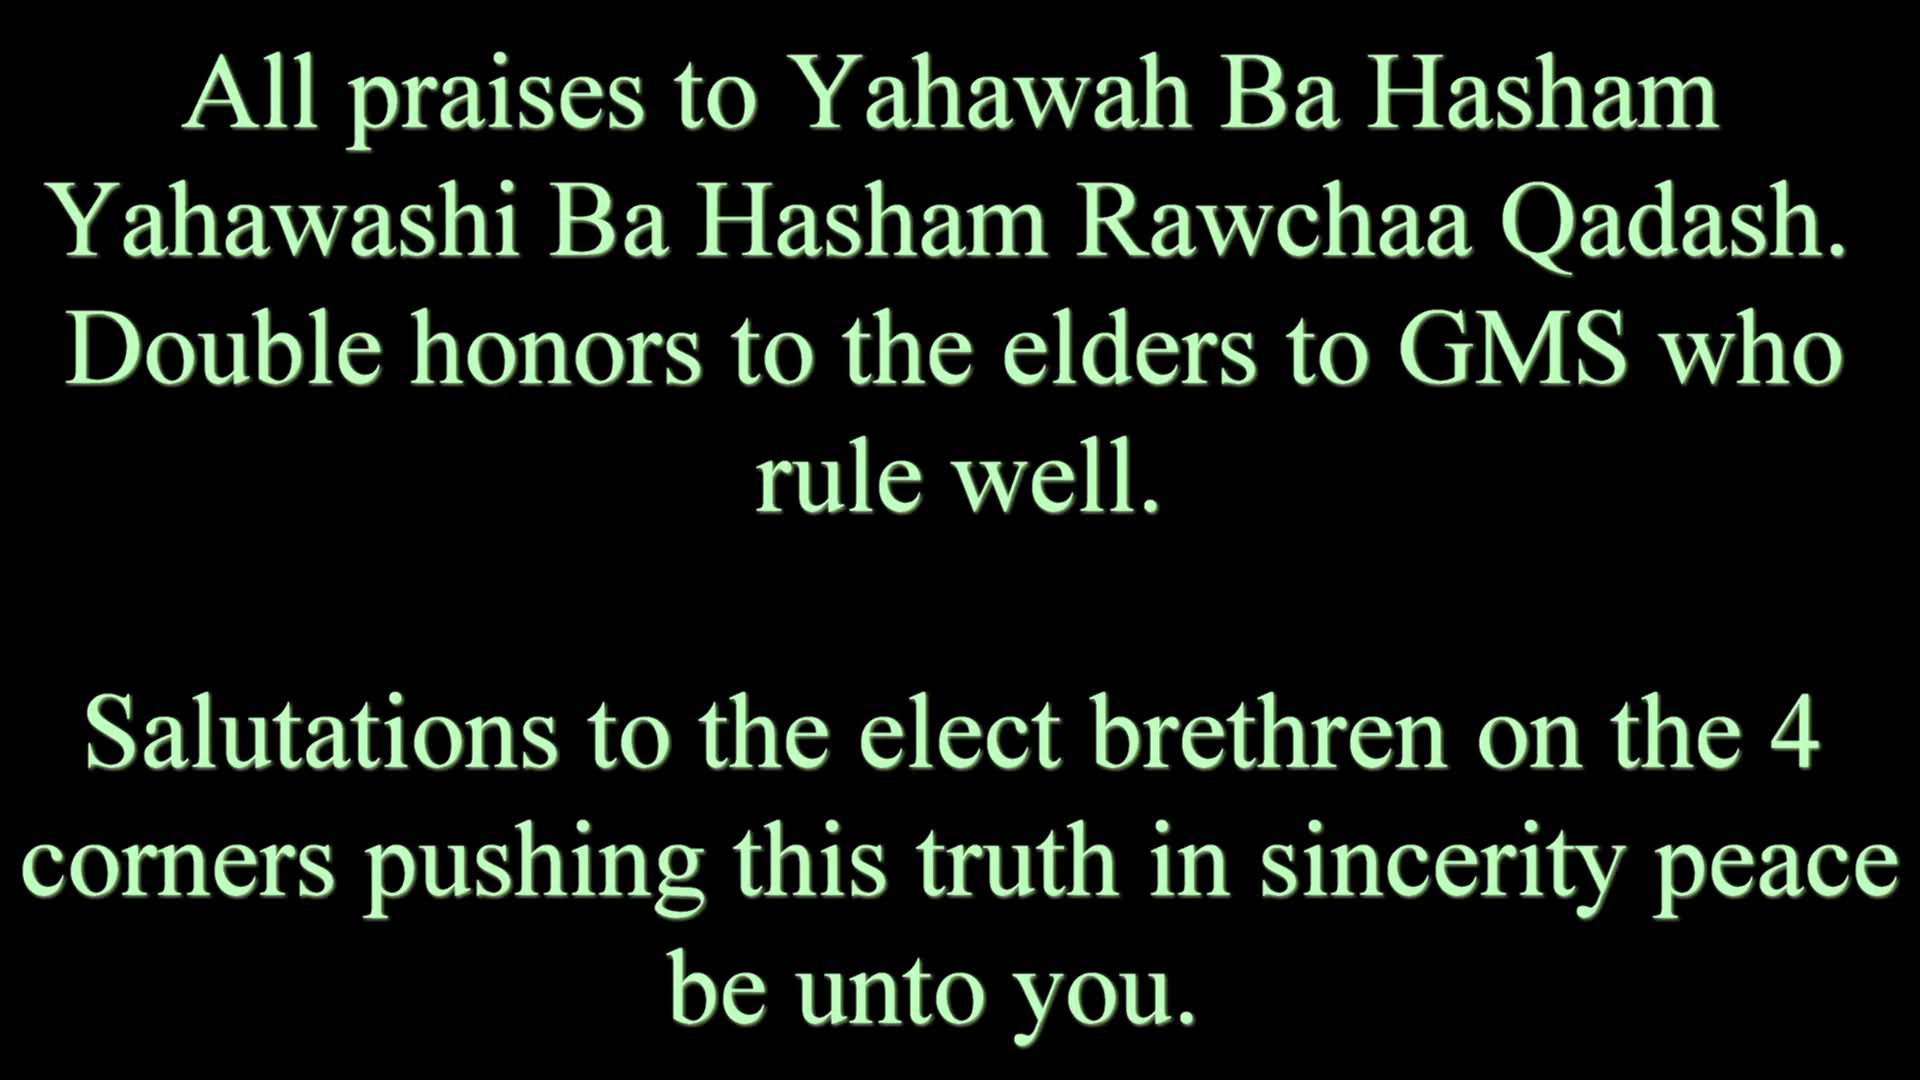 All praises to Yahawah Ba Hasham
Yahawashi Ba Hasham Rawchaa Qadash.
Double honors to the elders to GMS who
rule well.
Salutations to the elect brethren on the 4
corners pushing this truth in sincerity peace
be unto you.